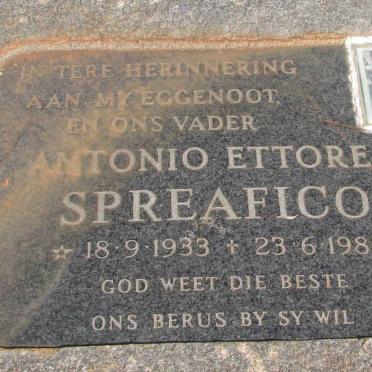 IN TERE HERINNERING
AAN MY EGGENOOT,
EN ONS VADER
ANTONIO ETTORE
SPREAFICO
☆ 18-9-1933 ✝ 23-6-198
GOD WEET DIE BESTE
ONS BERUS BY SY WIL